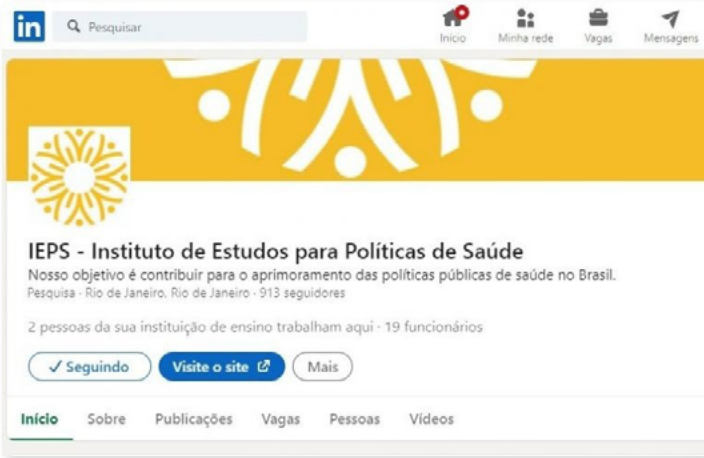 in Pesquisar Início Minha rede Vagas Mensagens
IEPS - Instituto de Estudos para Políticas de Saúde
Nosso objetivo é contribuir para o aprimoramento das políticas públicas de saúde no Brasil.
Pesquisa · Rio de Janeiro, Rio de Janeiro · 913 seguidores
2 pessoas da sua instituição de ensino trabalham aqui · 19 funcionários
Seguindo Visite o site Mais
Início Sobre Publicações Vagas Pessoas Vídeos